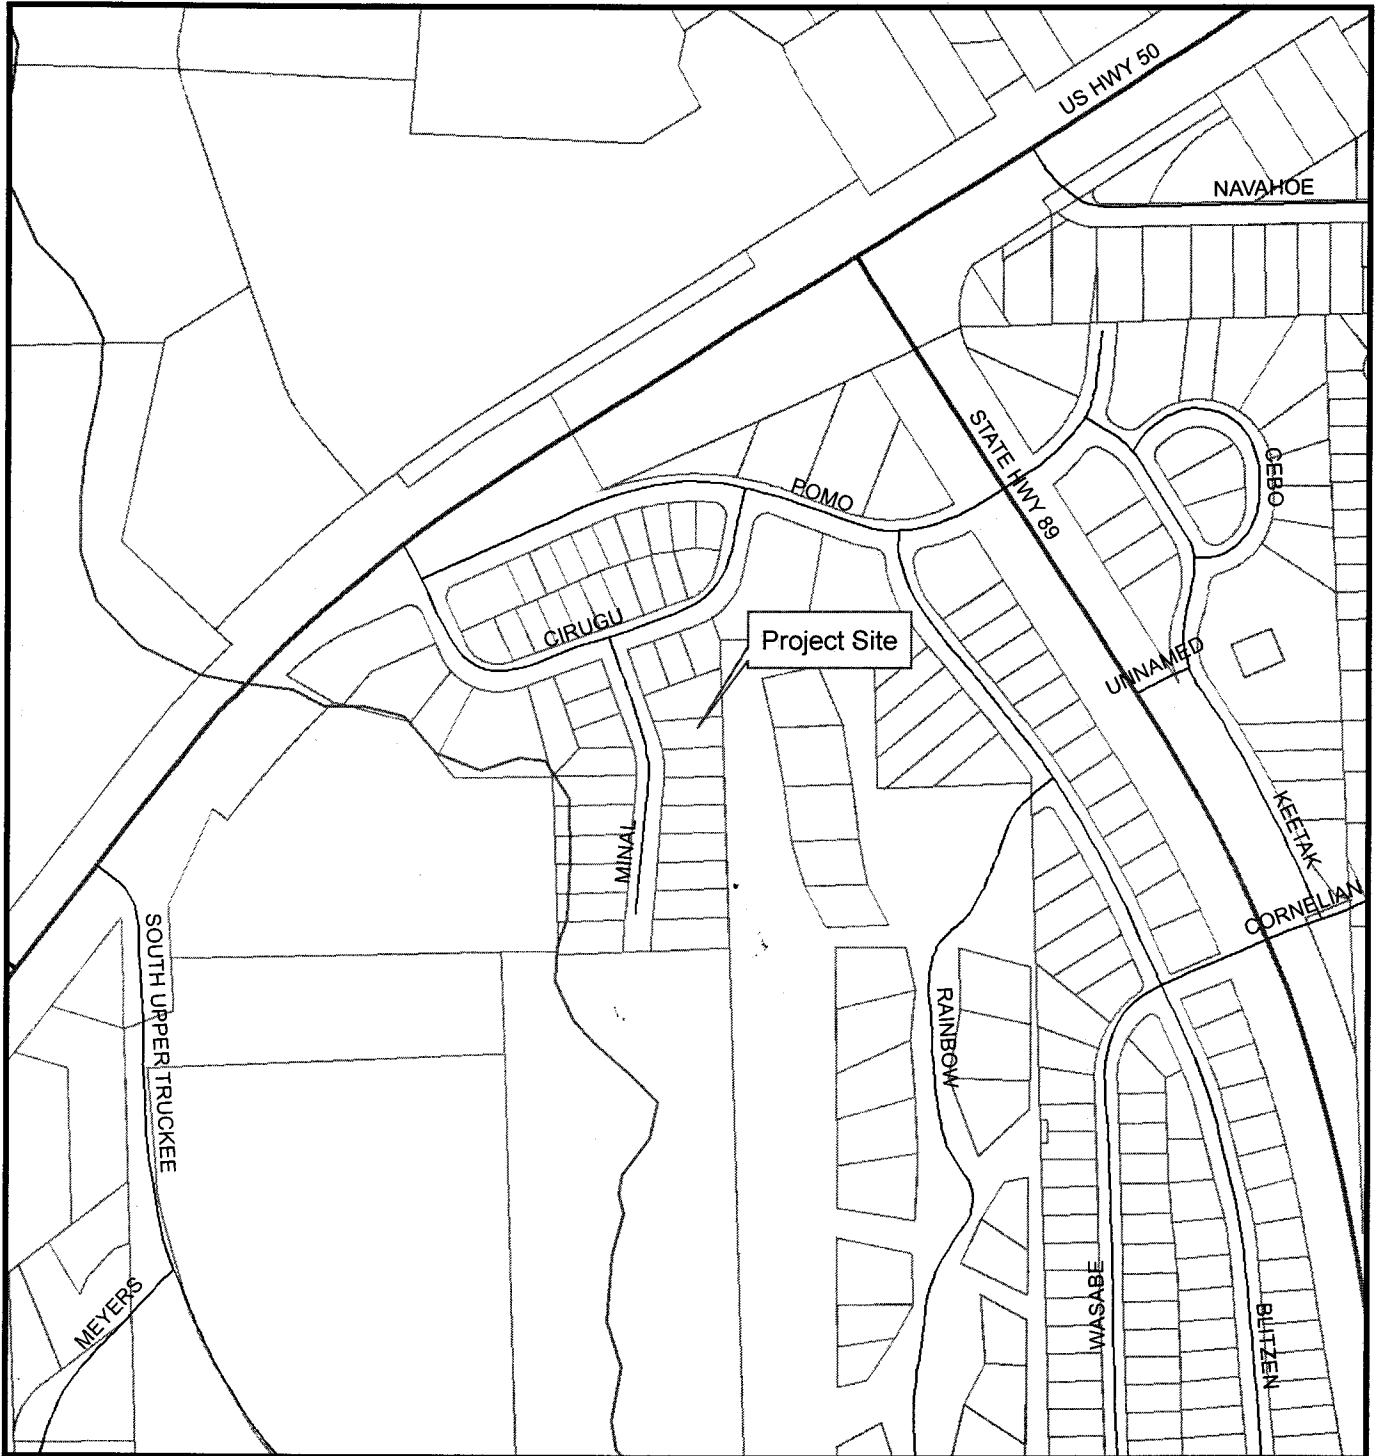 US HWY 50
NAVAHOE
STATE HWY 89
POMO
CEBO
CIRUGU
Project Site
UNNAMED
MINAL
KEETAK
CORNELIAN
SOUTH UPPER TRUCKEE
RAINBOW
MEYERS
WASABE
BLITZEN